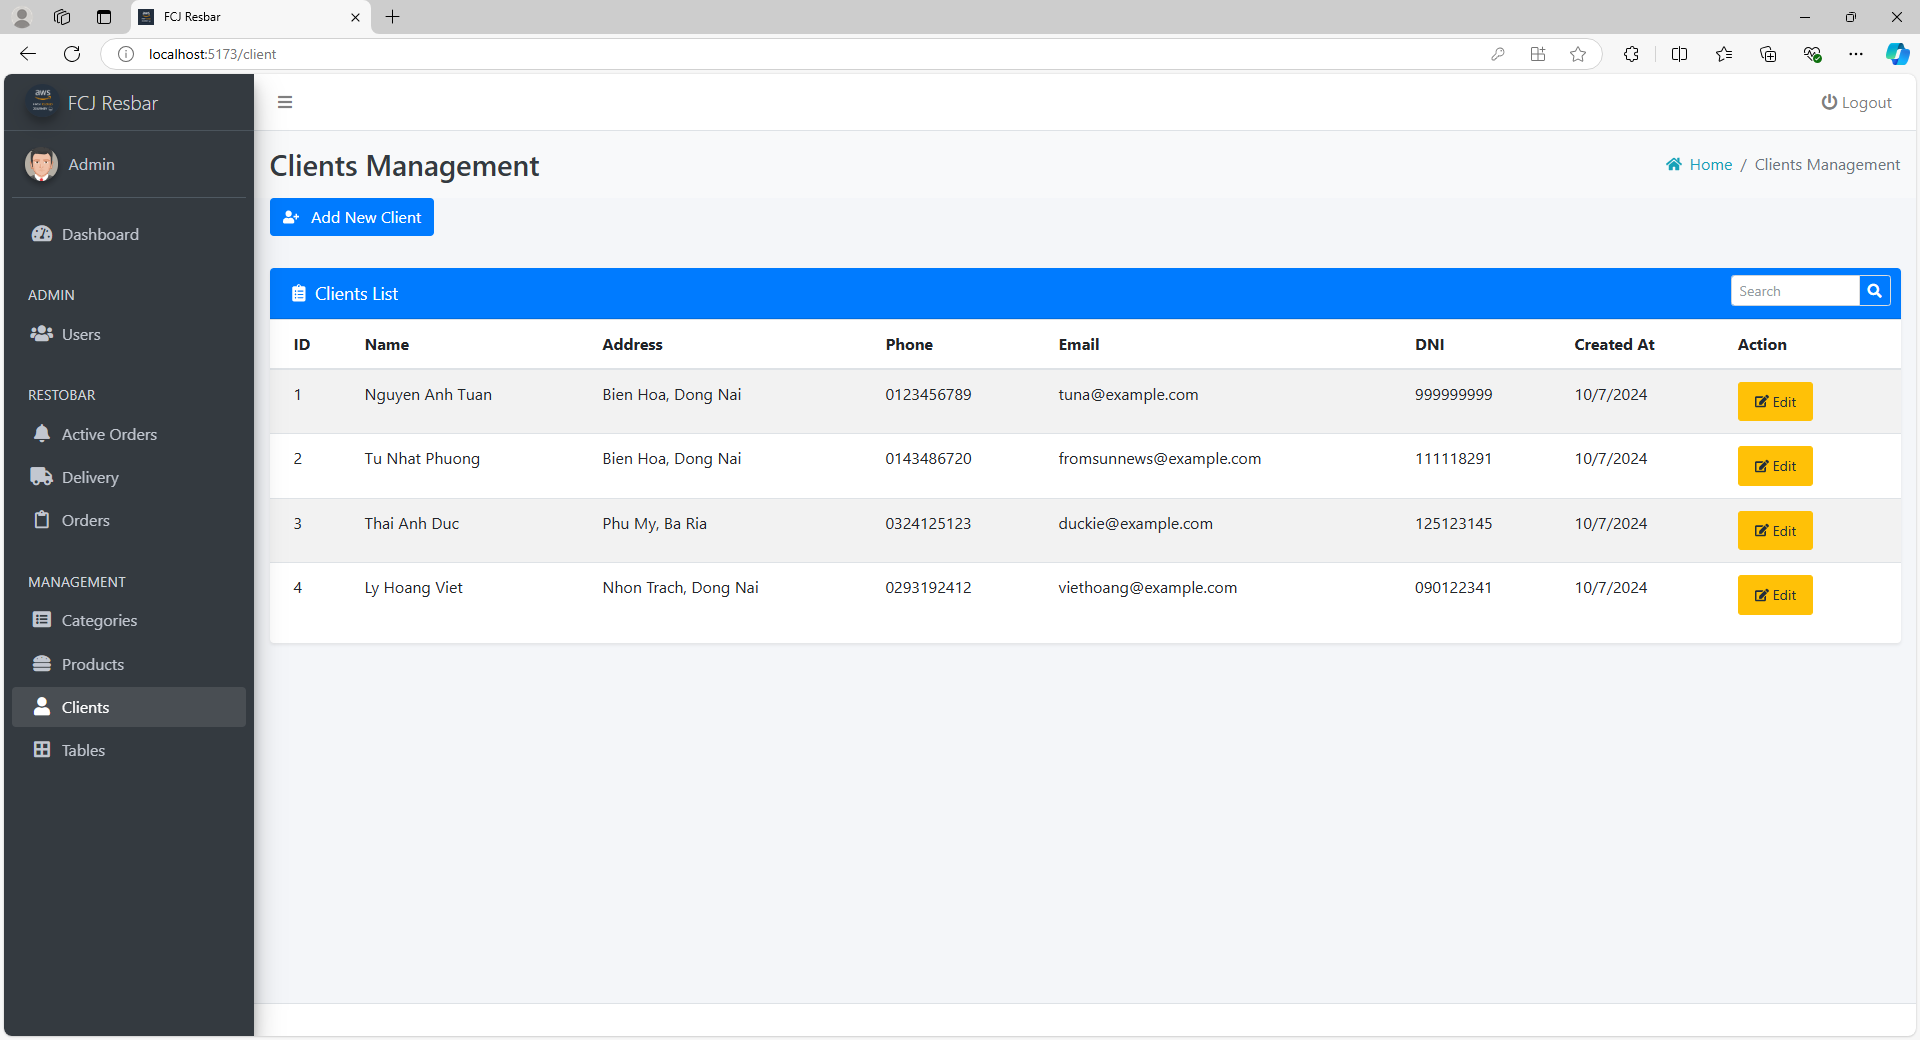 FCJ Resbar
localhost:5173/client
aws
FCJ Resbar
Logout
Admin
Clients Management
Home / Clients Management
Add New Client
Dashboard
ADMIN
Users
RESTOBAR
Active Orders
Delivery
Orders
MANAGEMENT
Categories
Products
Clients
Tables
Clients List
Search
ID Name Address Phone Email DNI Created At Action
1 Nguyen Anh Tuan Bien Hoa, Dong Nai 0123456789 tuna@example.com 999999999 10/7/2024 Edit
2 Tu Nhat Phuong Bien Hoa, Dong Nai 0143486720 fromsunnews@example.com 111118291 10/7/2024 Edit
3 Thai Anh Duc Phu My, Ba Ria 0324125123 duckie@example.com 125123145 10/7/2024 Edit
4 Ly Hoang Viet Nhon Trach, Dong Nai 0293192412 viethoang@example.com 090122341 10/7/2024 Edit